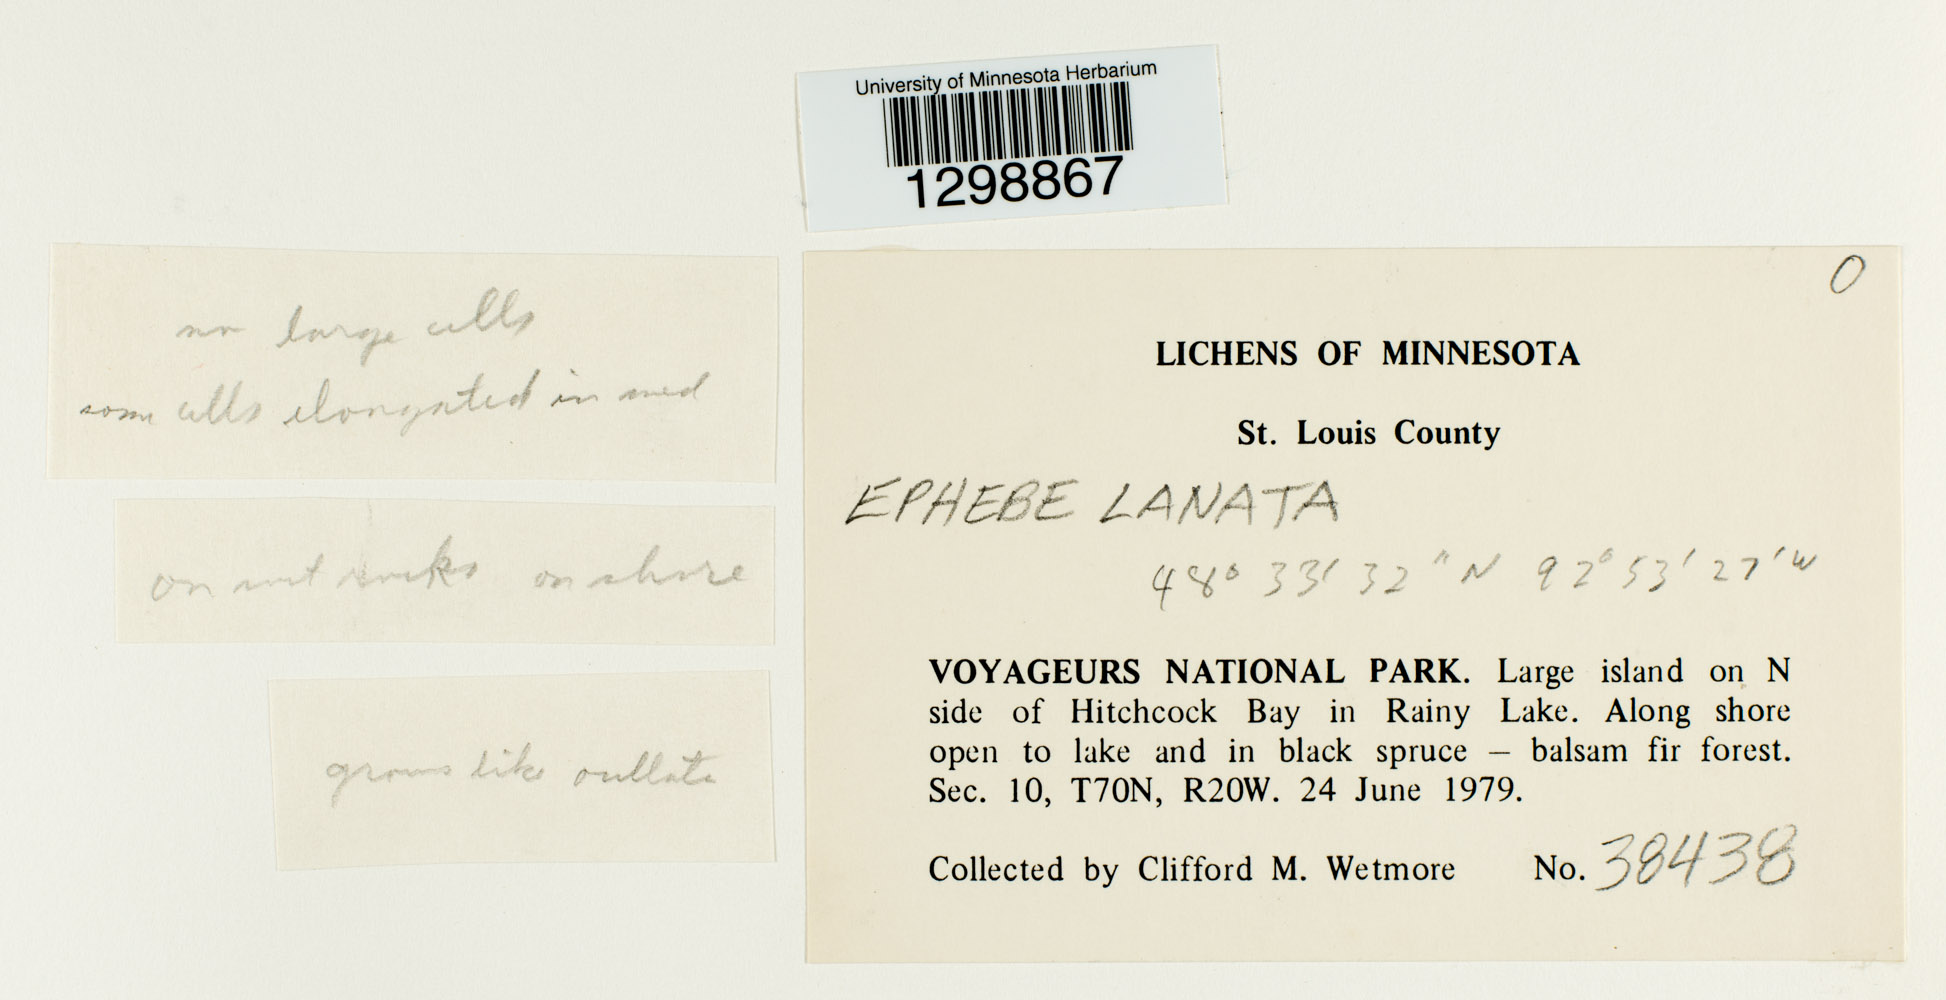 University of Minnesota Herbarium
1298867
no large cells
some cells elongated in med
on wet rocks on shore
grows like
O
LICHENS OF MINNESOTA
St. Louis County
EPHEBE LANATA
48° 33' 32" N 92° 53' 27' W
VOYAGEURS NATIONAL PARK. Large island on N
side of Hitchcock Bay in Rainy Lake. Along shore
open to lake and in black spruce – balsam fir forest.
Sec. 10, T70N, R20W. 24 June 1979.
Collected by Clifford M. Wetmore No. 38438